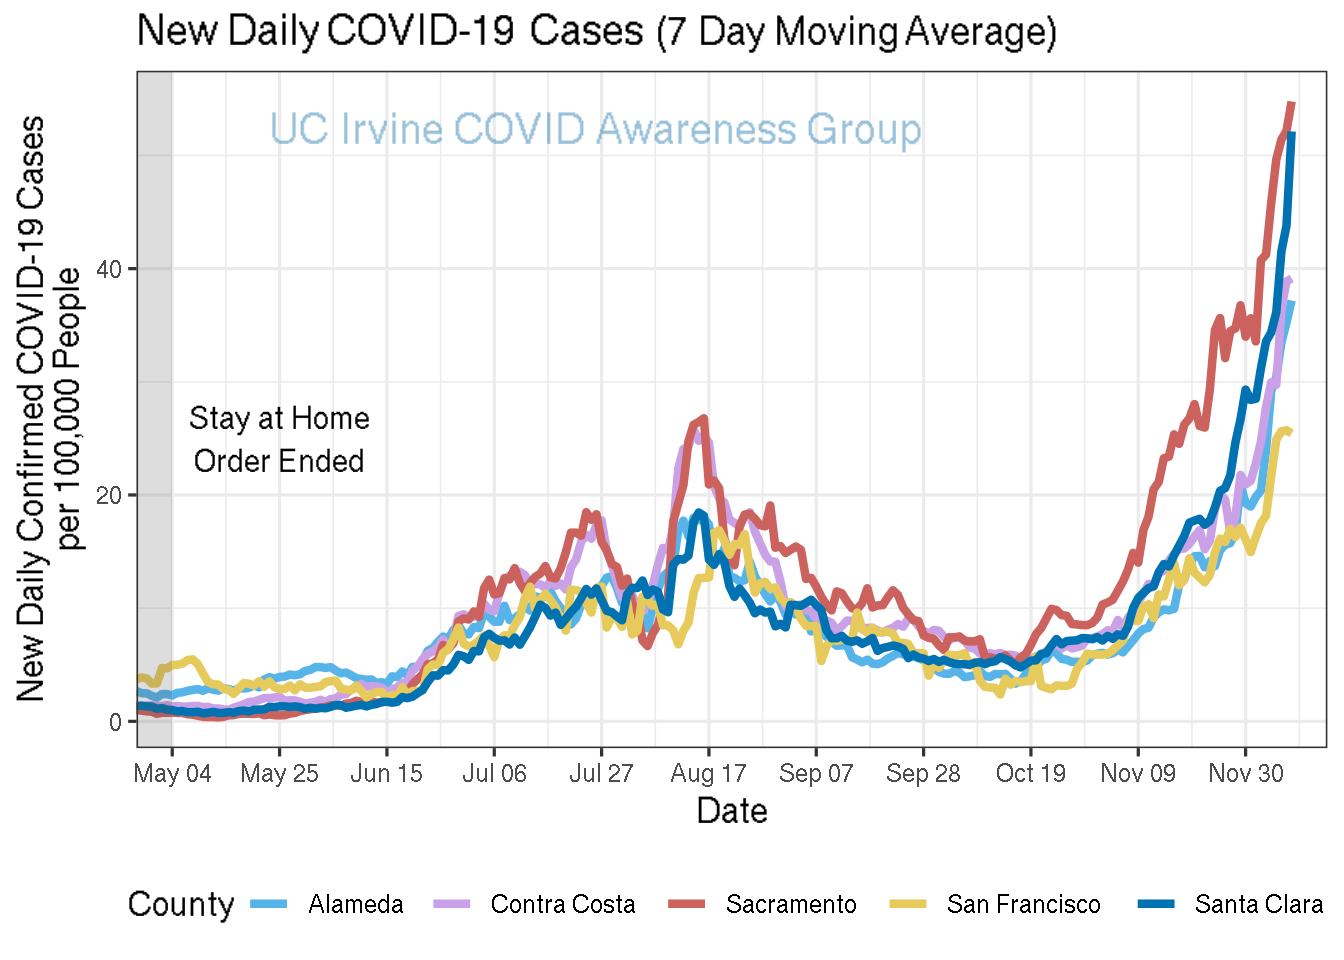 New Daily COVID-19 Cases (7 Day Moving Average)
UC Irvine COVID Awareness Group
New Daily Confirmed COVID-19 Cases
per 100,000 People
40
20
0
Stay at Home
Order Ended
May 04 May 25 Jun 15 Jul 06 Jul 27 Aug 17 Sep 07 Sep 28 Oct 19 Nov 09 Nov 30
Date
County Alameda Contra Costa Sacramento San Francisco Santa Clara